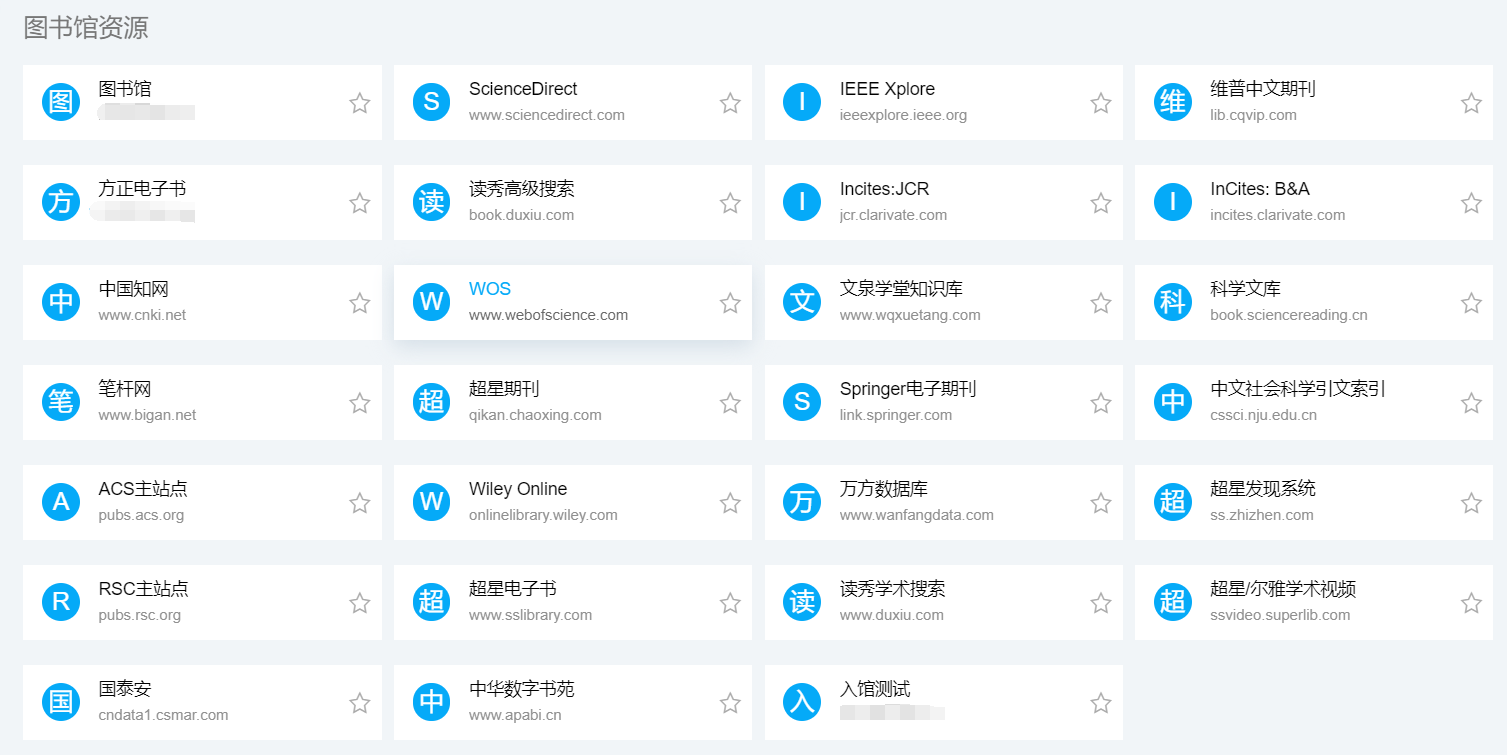 图书馆资源
图 图书馆
S ScienceDirect
www.sciencedirect.com
I IEEE Xplore
ieeexplore.ieee.org
维 维普中文期刊
lib.cqvip.com
方 方正电子书
读 读秀高级搜索
book.duxiu.com
I Incites:JCR
jcr.clarivate.com
I InCites: B&A
incites.clarivate.com
中 中国知网
www.cnki.net
W WOS
www.webofscience.com
文 文泉学堂知识库
www.wqxuetang.com
科 科学文库
book.sciencereading.cn
笔 笔杆网
www.bigan.net
超 超星期刊
qikan.chaoxing.com
S Springer电子期刊
link.springer.com
中 中文社会科学引文索引
cssci.nju.edu.cn
A ACS主站点
pubs.acs.org
W Wiley Online
onlinelibrary.wiley.com
万 万方数据库
www.wanfangdata.com
超 超星发现系统
ss.zhizhen.com
R RSC主站点
pubs.rsc.org
超 超星电子书
www.sslibrary.com
读 读秀学术搜索
www.duxiu.com
超 超星/尔雅学术视频
ssvideo.superlib.com
国 国泰安
cndata1.csmar.com
中 中华数字书苑
www.apabi.cn
入 入馆测试